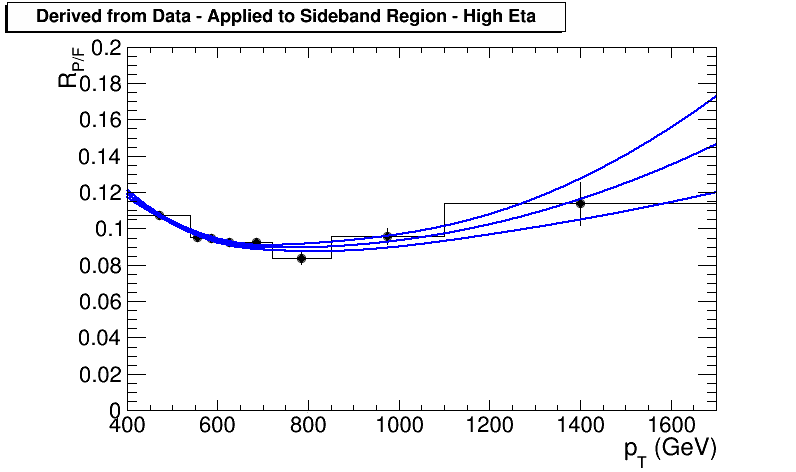 Derived from Data - Applied to Sideband Region - High Eta
R_P/F
0.2
0.18
0.16
0.14
0.12
0.1
0.08
0.06
0.04
0.02
0
400 600 800 1000 1200 1400 1600
p_T (GeV)